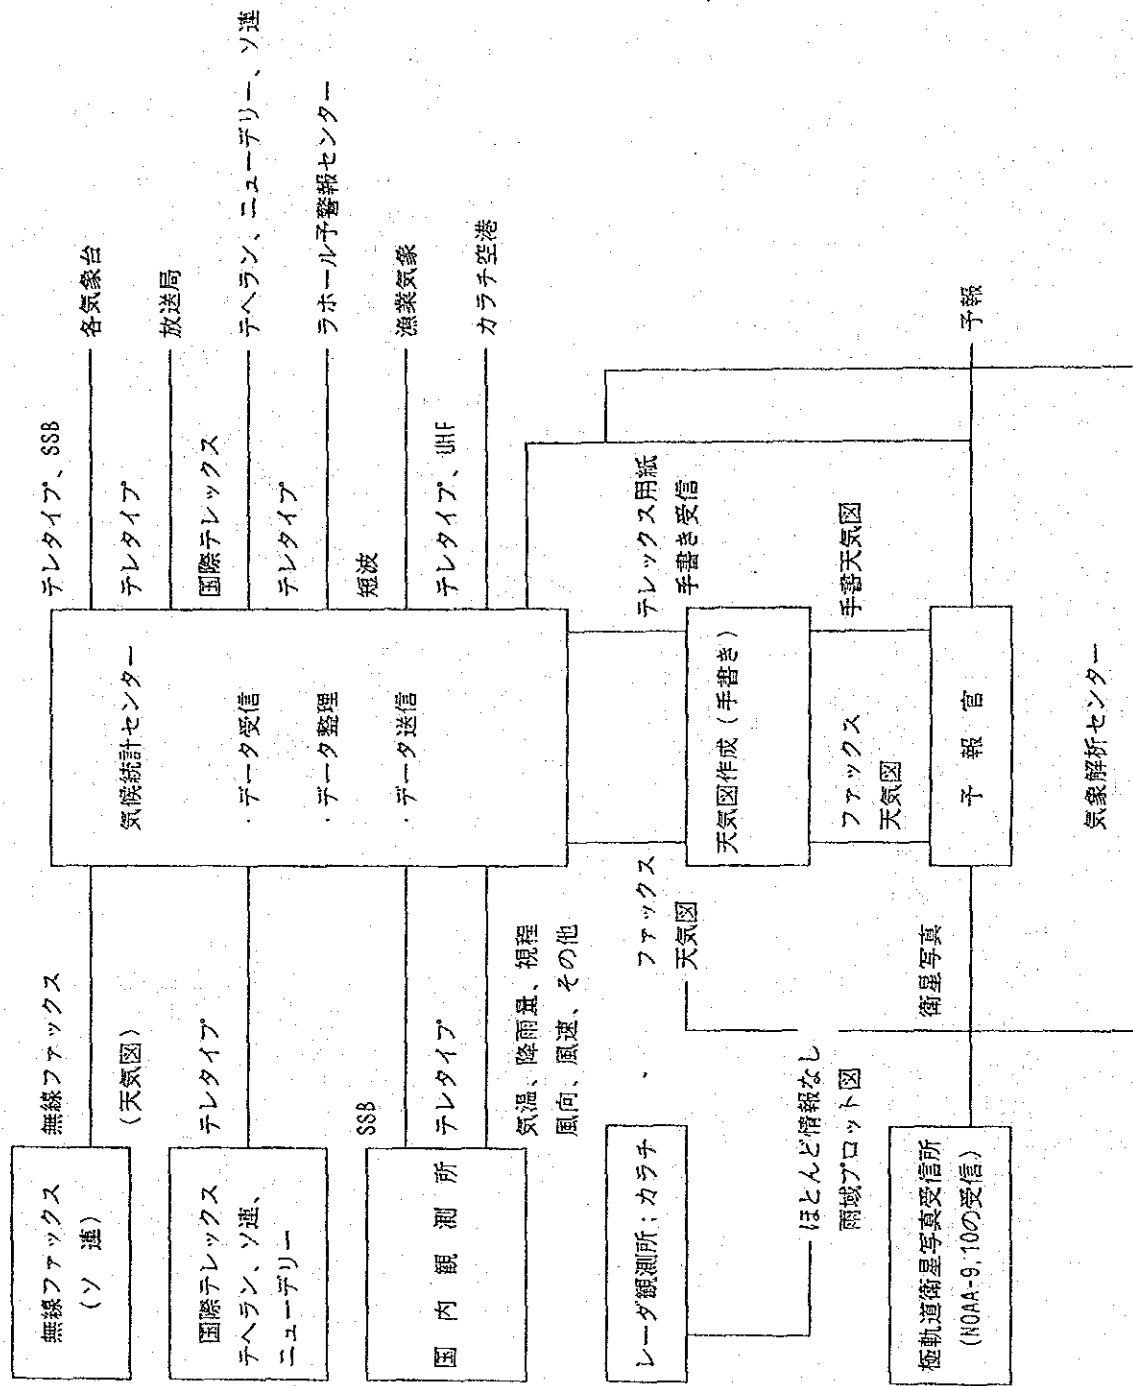 無線ファックス
(ソ 連)
無線ファックス
(天気図)
国際テレックス
テヘラン、ソ連、
ニューデリー
テレタイプ
国 内 観 測 所
SSB
テレタイプ
気温、降雨量、視程
風向、風速、その他
レーダ観測所;カラチ
ほとんど情報なし
雨域プロット図
極軌道衛星写真受信所
(NOAA-9,10の受信)
衛星写真
気候統計センター
・データ受信
・データ整理
・データ送信
ファックス
天気図
テレックス用紙
手書き受信
天気図作成(手書き)
ファックス
天気図
手書天気図
予 報 官
気象解析センター
テレタイプ、SSB
各気象台
テレタイプ
放送局
国際テレックス
テヘラン、ニューデリー、ソ連
テレタイプ
ラホール予警報センター
短波
漁業気象
テレタイプ、UHF
カラチ空港
予報